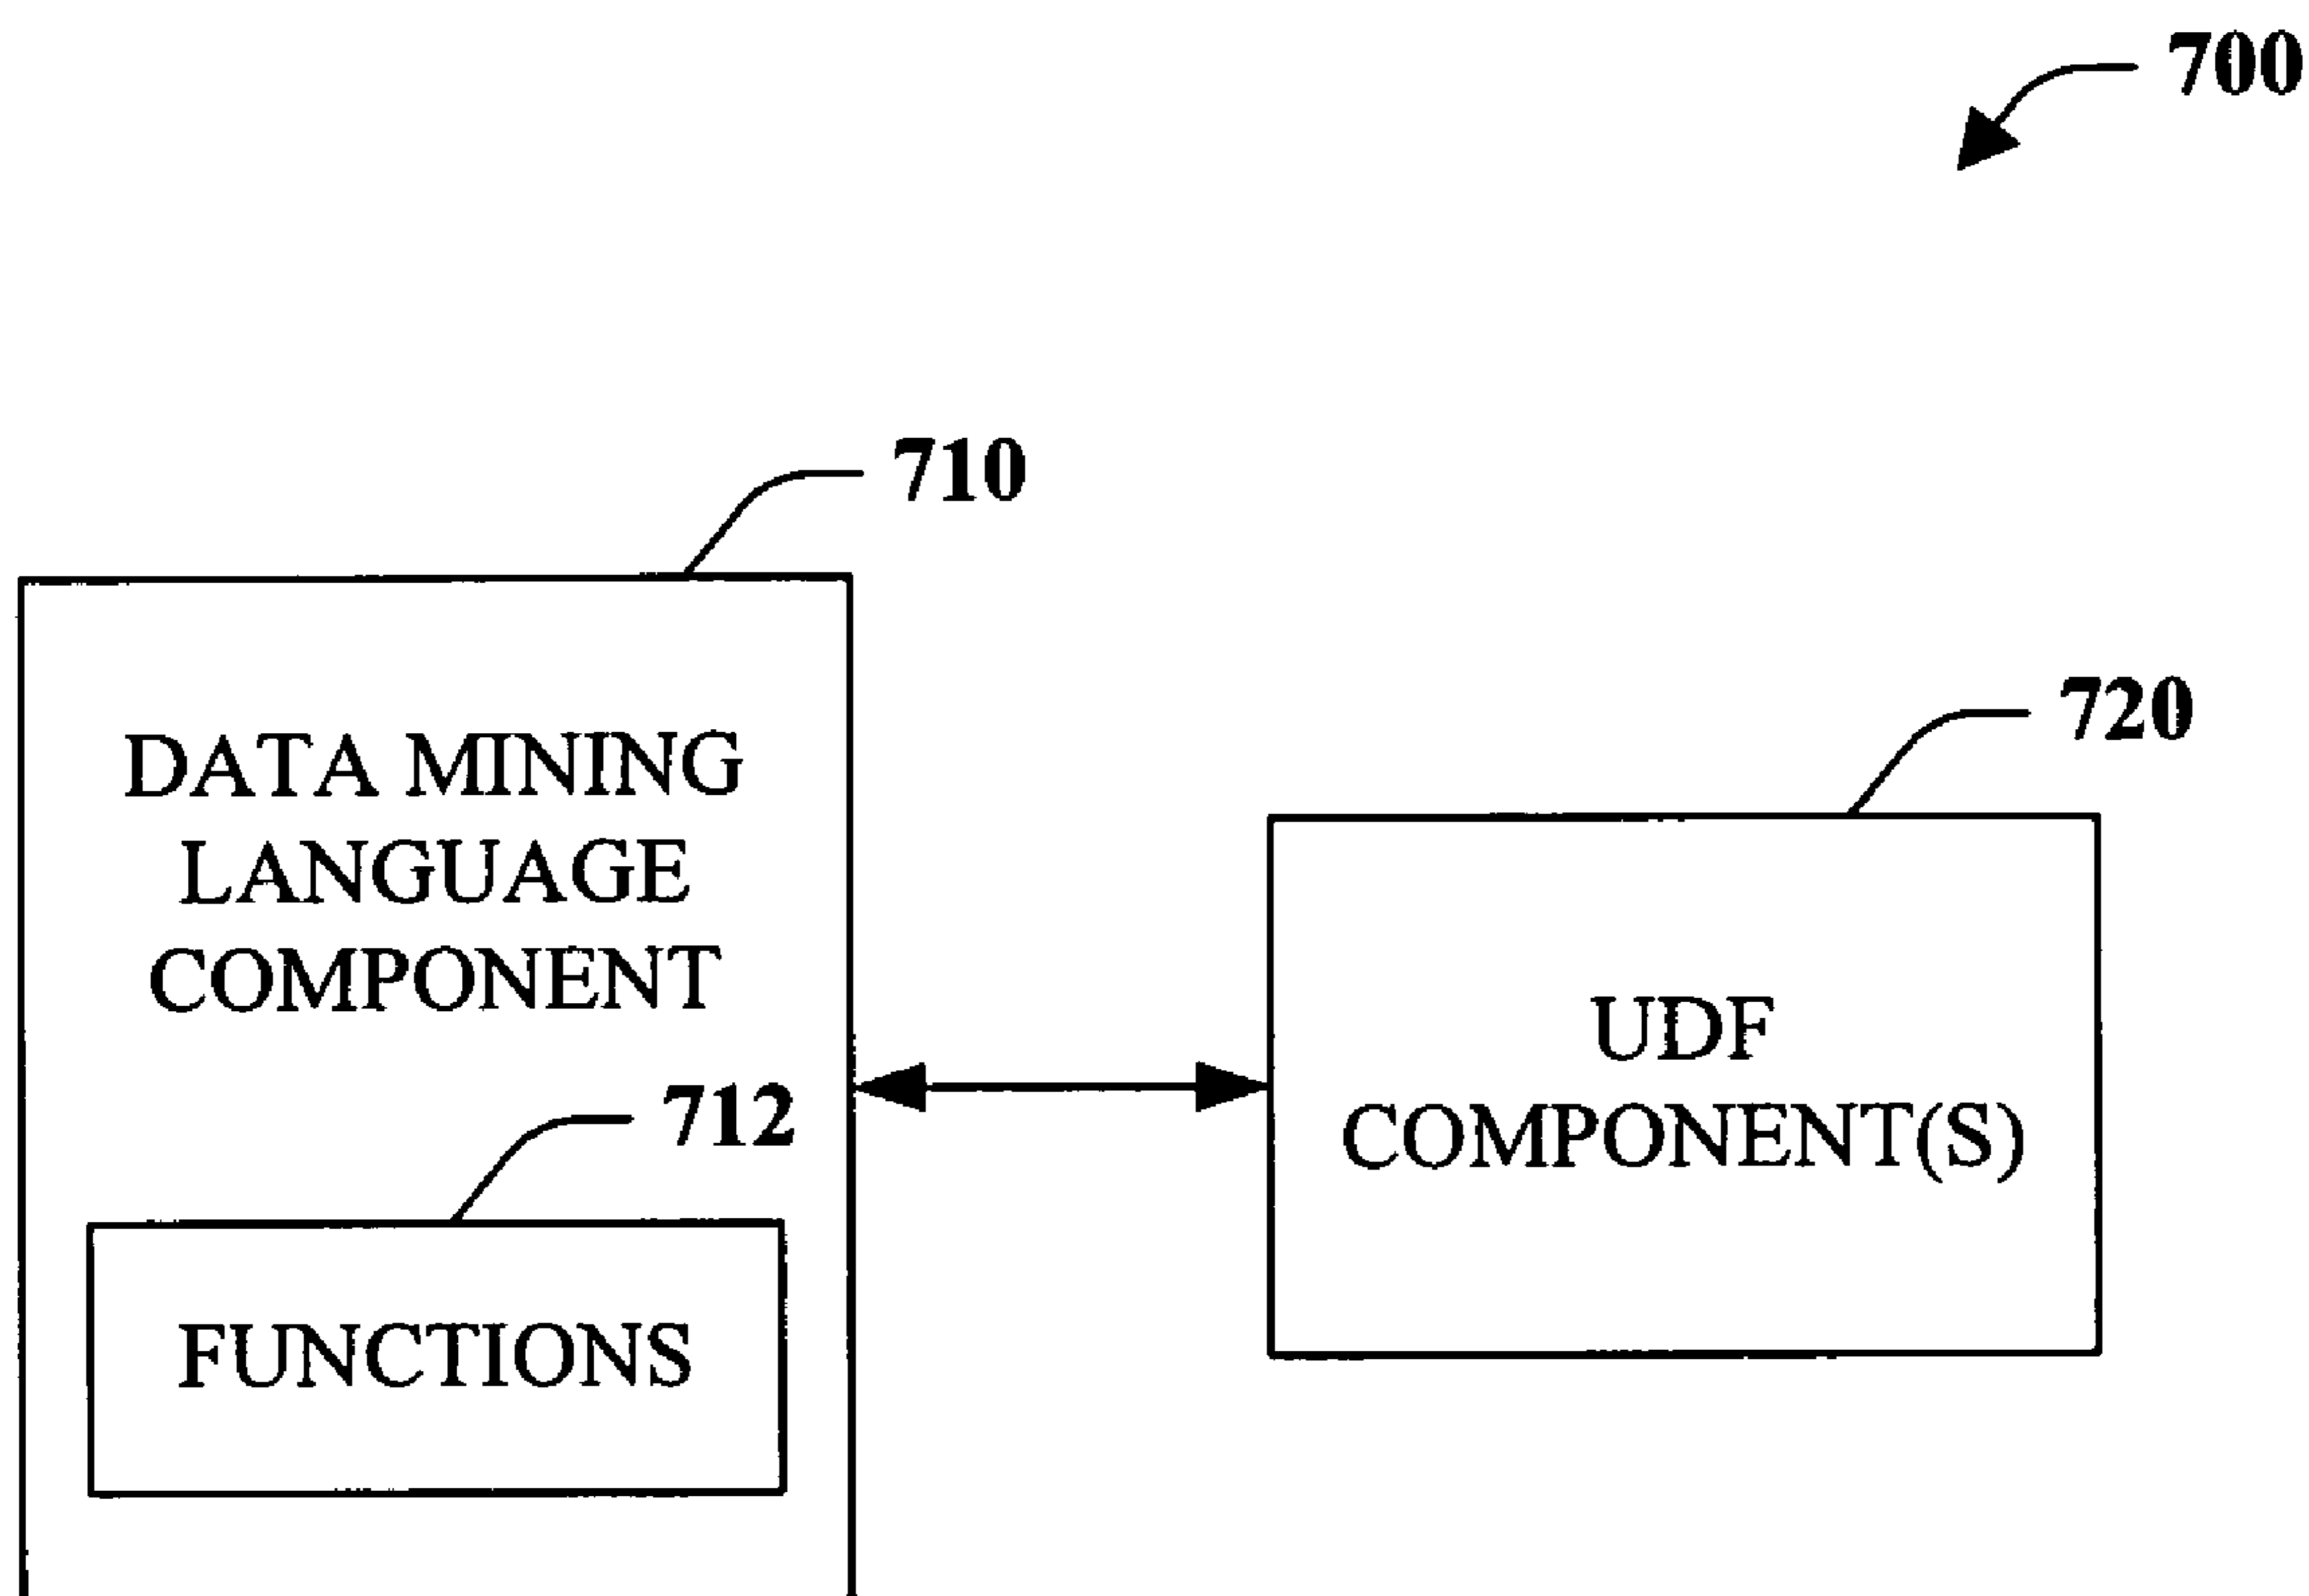 700
710
DATA MINING
LANGUAGE
COMPONENT
712
FUNCTIONS
720
UDF
COMPONENT(S)